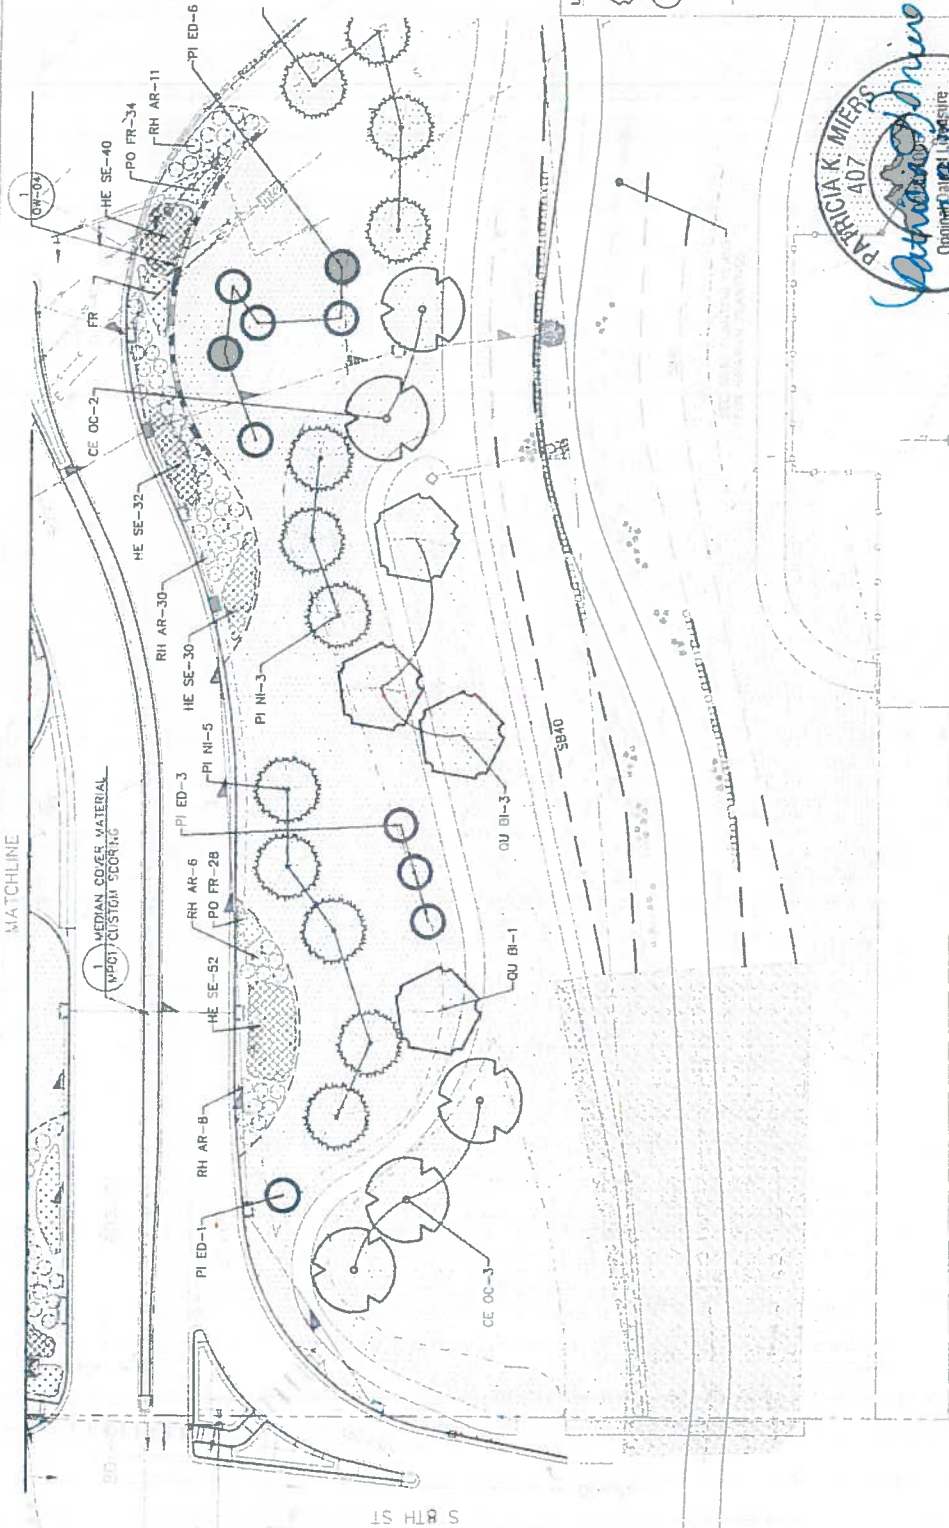 MATCHLINE
1
MP01
MEDIAN COVER MATERIAL
CUSTOM SCORING
1
OW-04
PI ED-6
RH AR-11
PO FR-34
HE SE-40
FR
CE OC-2
HE SE-32
RH AR-30
HE SE-30
PI NI-3
PI NI-5
PI ED-3
RH AR-6
PO FR-28
HE SE-52
RH AR-8
PI ED-1
QU BI-3
QU BI-1
CE OC-3
SB40
S 8TH ST
PATRICIA K MIERS
407